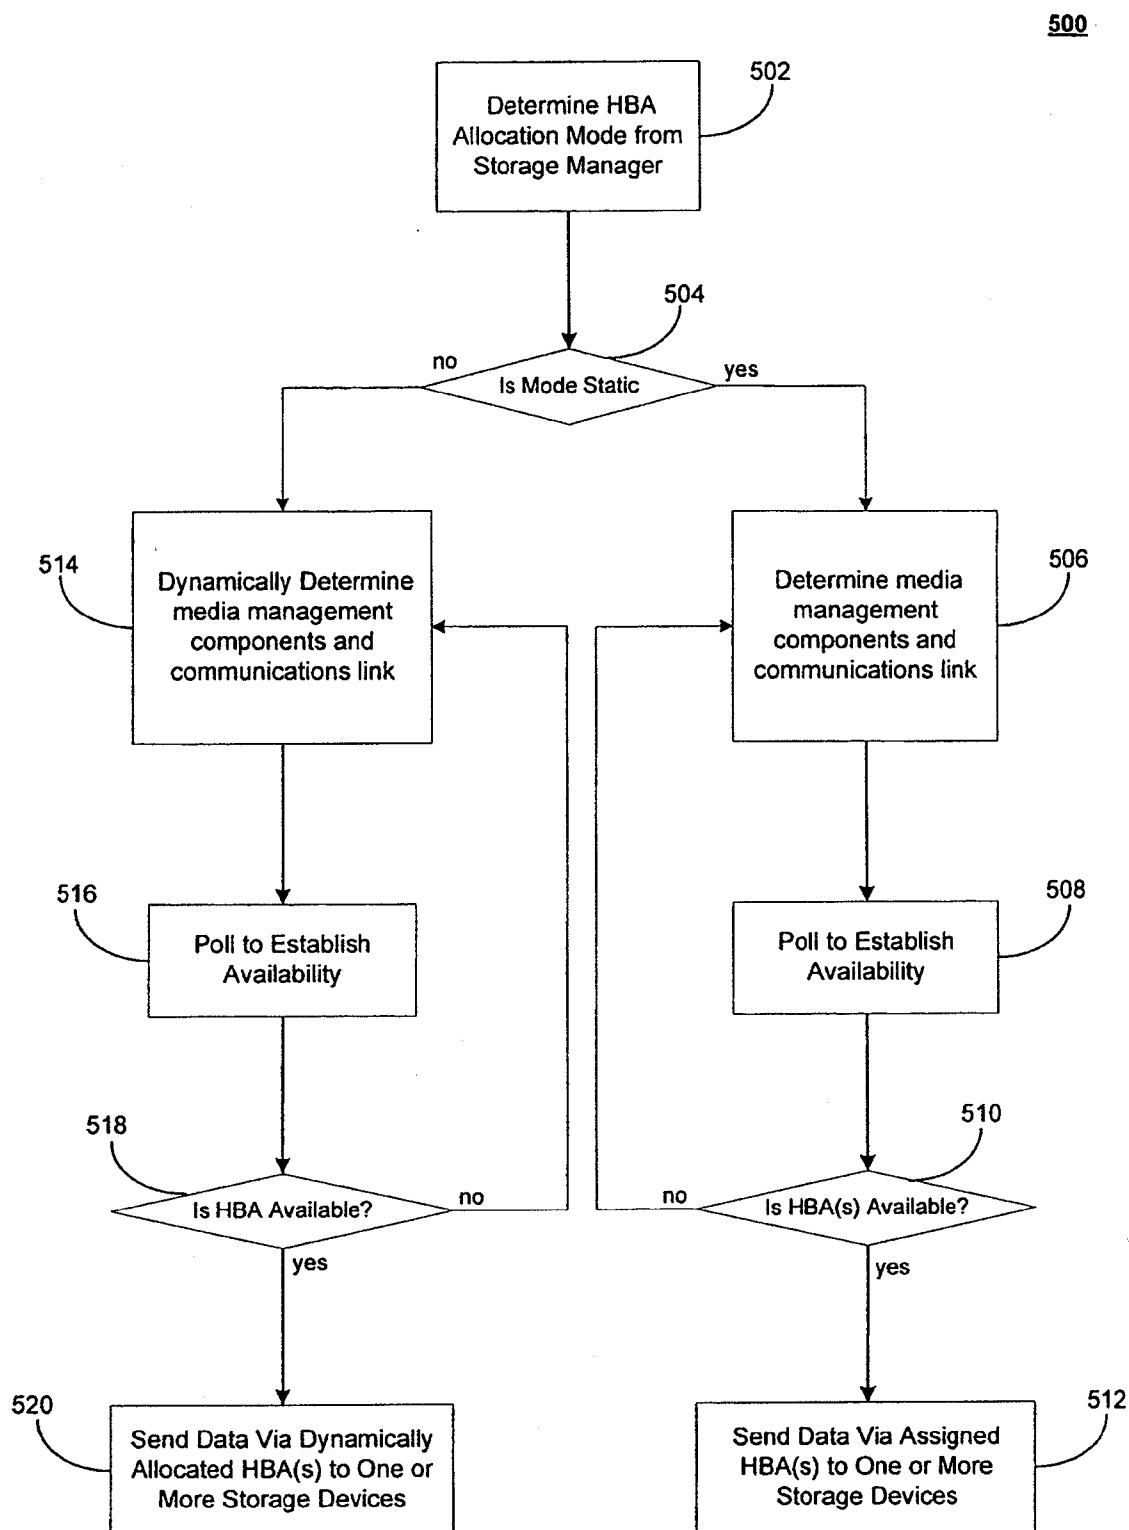 500
502
Determine HBA
Allocation Mode from
Storage Manager
504
no
yes
Is Mode Static
514
Dynamically Determine
media management
components and
communications link
506
Determine media
management
components and
communications link
516
Poll to Establish
Availability
508
Poll to Establish
Availability
518
Is HBA Available?
no
yes
510
no
Is HBA(s) Available?
yes
520
Send Data Via Dynamically
Allocated HBA(s) to One or
More Storage Devices
512
Send Data Via Assigned
HBA(s) to One or More
Storage Devices